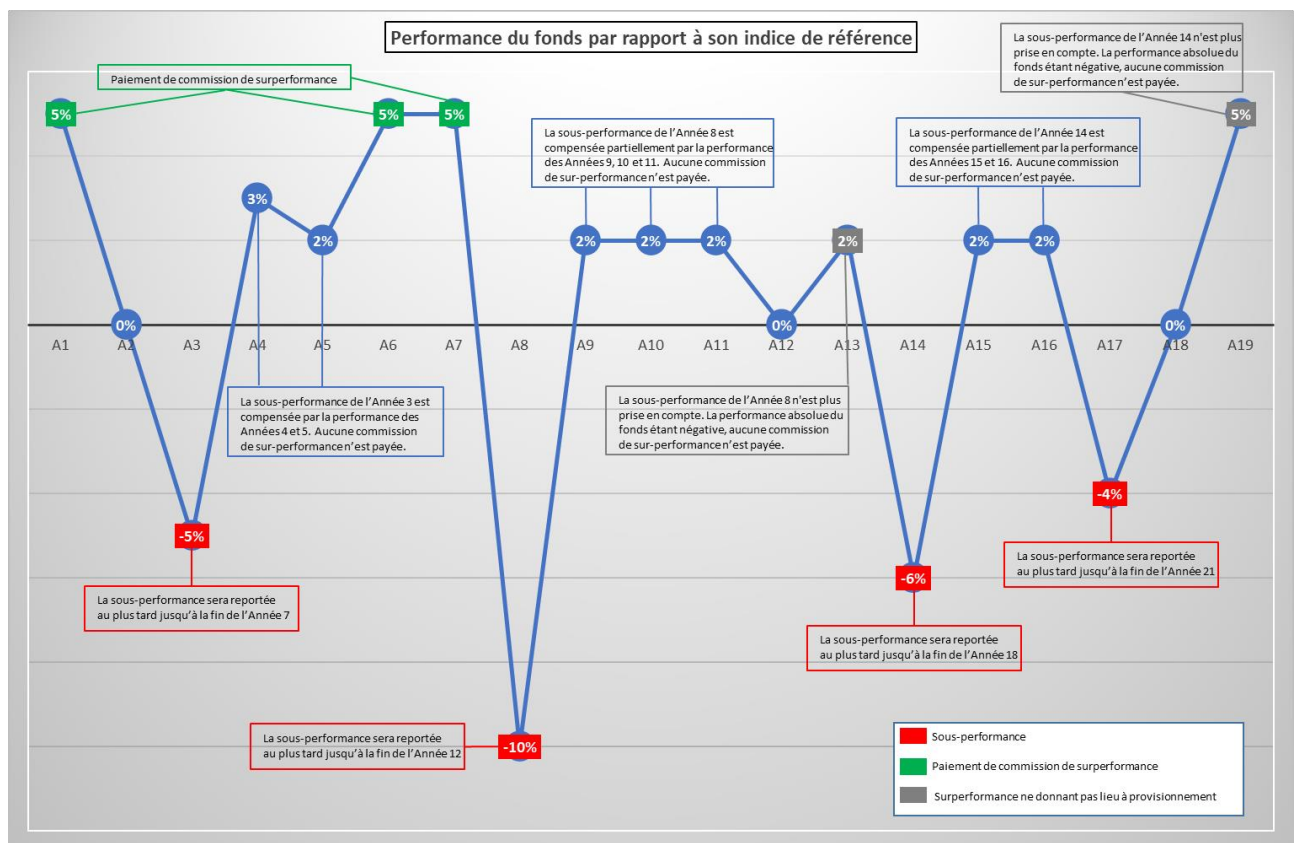 Performance du fonds par rapport à son indice de référence
La sous-performance de l'Année 14 n'est plus
prise en compte. La performance absolue du
fonds étant négative, aucune commission
de sur-performance n'est payée.
Paiement de commission de surperformance
5%
5%
5%
5%
La sous-performance de l'Année 8 est
compensée partiellement par la performance
des Années 9, 10 et 11. Aucune commission
de sur-performance n'est payée.
La sous-performance de l'Année 14 est
compensée partiellement par la performance
des Années 15 et 16. Aucune commission
de sur-performance n'est payée.
3%
2%
2%
2%
2%
2%
2%
2%
0%
0%
0%
A1 A2 A3 A4 A5 A6 A7 A8 A9 A10 A11 A12 A13 A14 A15 A16 A17 A18 A19
La sous-performance de l'Année 3 est
compensée par la performance des
Années 4 et 5. Aucune commission
de sur-performance n'est payée.
La sous-performance de l'Année 8 n'est plus
prise en compte. La performance absolue du
fonds étant négative, aucune commission
de sur-performance n'est payée.
-5%
-4%
La sous-performance sera reportée
au plus tard jusqu'à la fin de l'Année 21
-6%
La sous-performance sera reportée
au plus tard jusqu'à la fin de l'Année 7
La sous-performance sera reportée
au plus tard jusqu'à la fin de l'Année 18
La sous-performance sera reportée
au plus tard jusqu'à la fin de l'Année 12
-10%
Sous-performance
Paiement de commission de surperformance
Surperformance ne donnant pas lieu à provisionnement